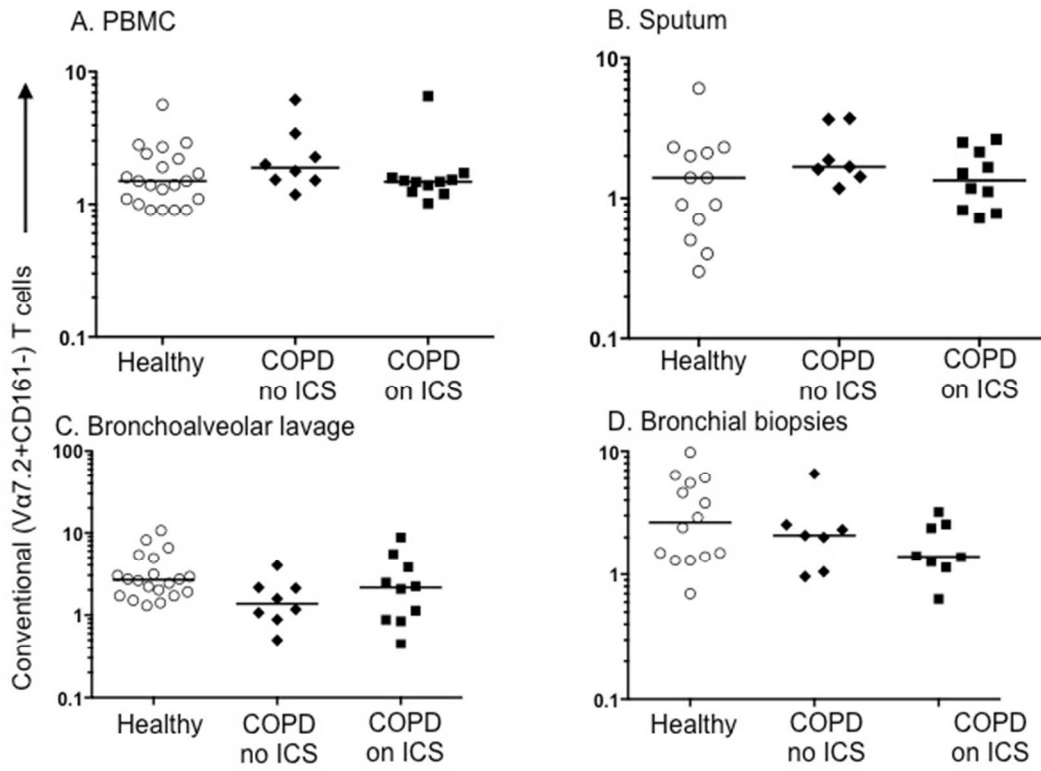 A. PBMC
10
1
0.1
Healthy
COPD
no ICS
COPD
on ICS
B. Sputum
10
1
0.1
Healthy
COPD
no ICS
COPD
on ICS
Conventional (Vα7.2+CD161-) T cells
C. Bronchoalveolar lavage
100
10
1
0.1
Healthy
COPD
no ICS
COPD
on ICS
D. Bronchial biopsies
10
1
0.1
Healthy
COPD
no ICS
COPD
on ICS